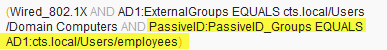 (Wired_802.1X AND AD1:ExternalGroups EQUALS cts.local/Users
/Domain Computers AND PassiveID:PassiveID_Groups EQUALS
AD1:cts.local/Users/employees)